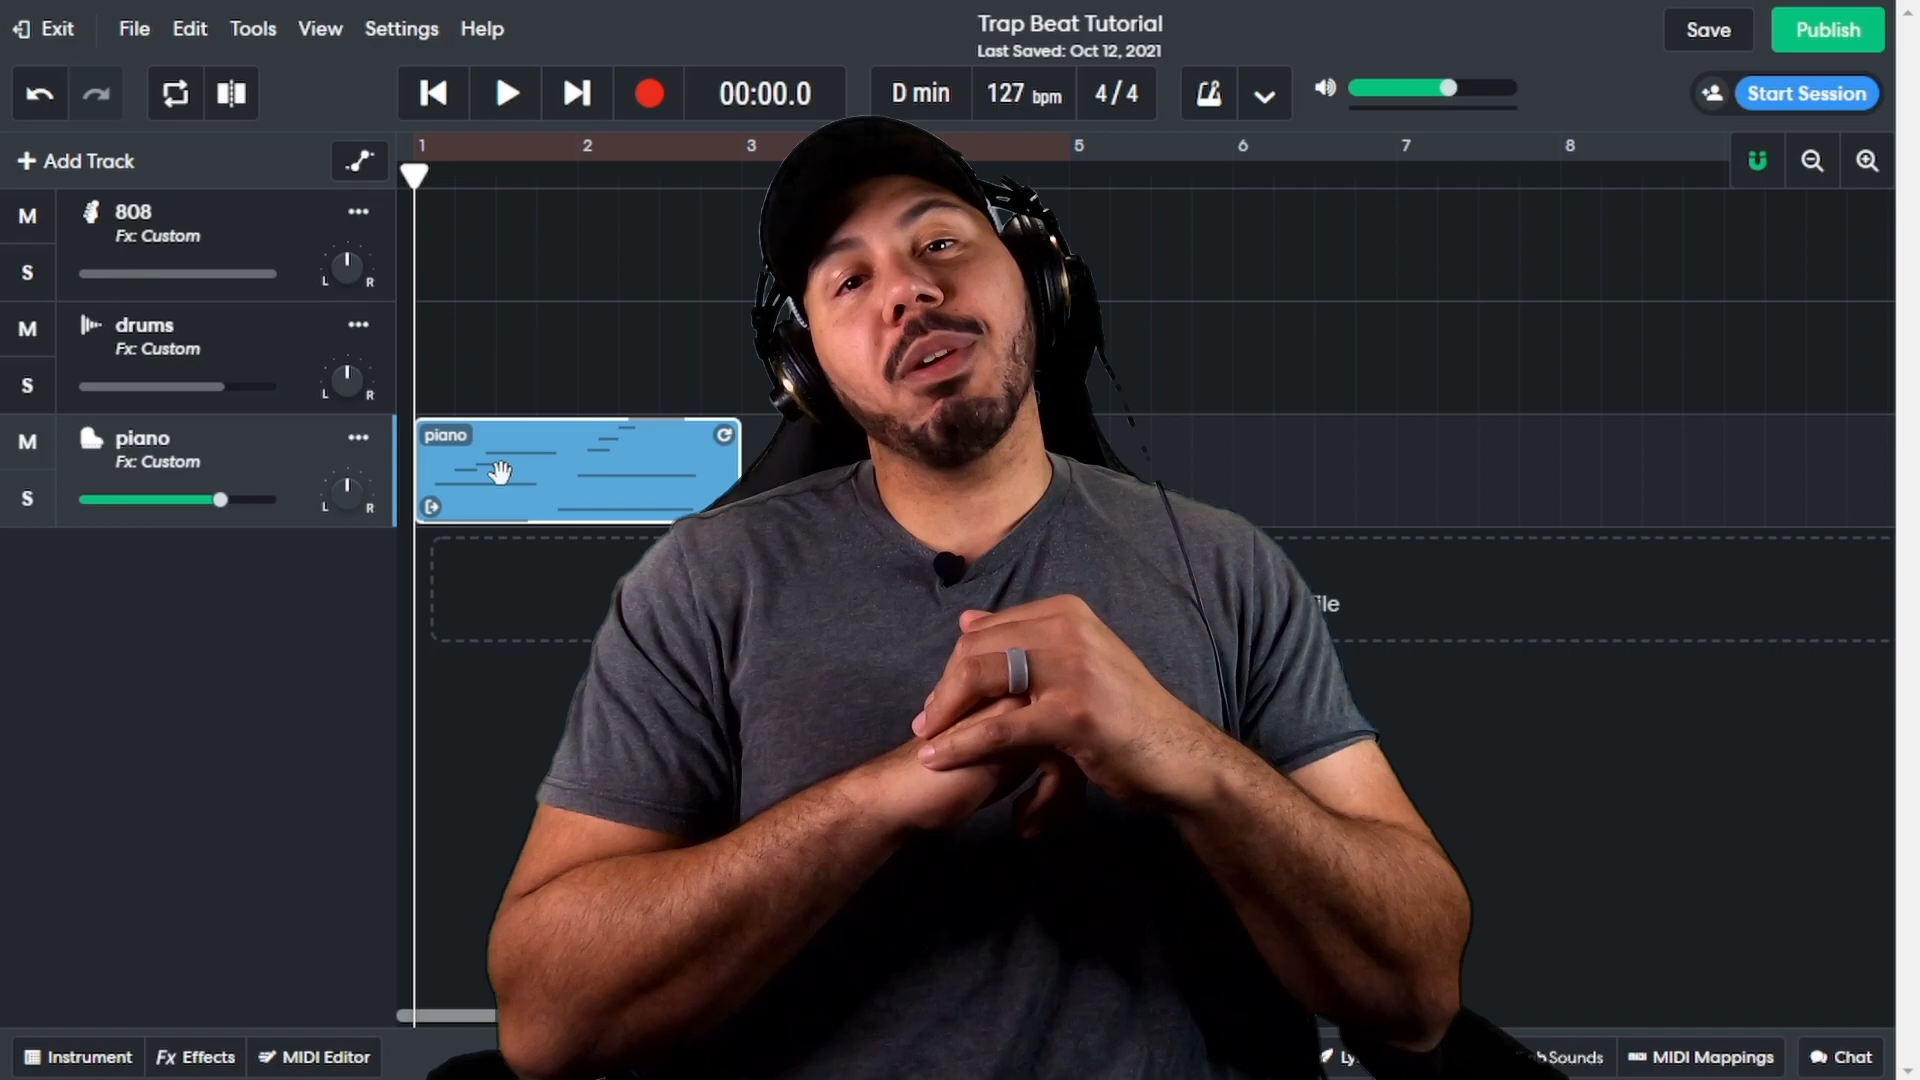 Exit File Edit Tools View Settings Help
Trap Beat Tutorial
Last Saved: Oct 12, 2021
Save Publish
00:00.0 D min 127 bpm 4/4
Start Session
Add Track
1 2 3 5 6 7 8
M 808
Fx: Custom
S L R
M drums
Fx: Custom
S L R
M piano
Fx: Custom
S L R
piano
Instrument Fx Effects MIDI Editor
Sounds MIDI Mappings Chat